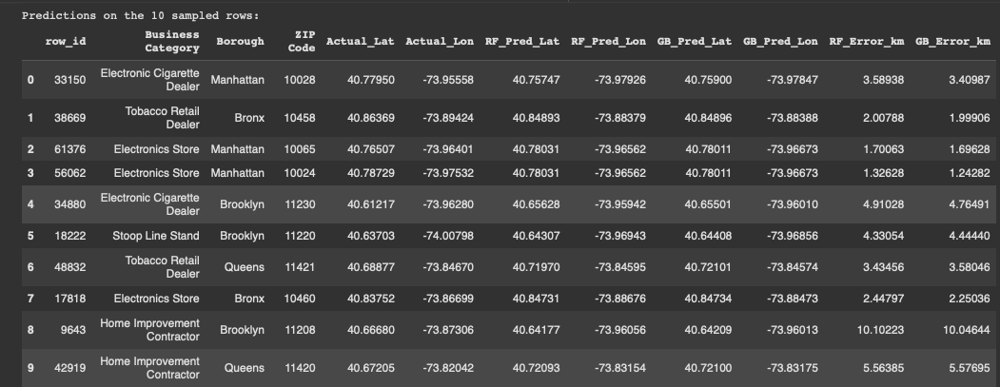 Predictions on the 10 sampled rows:
row_id Business Category Borough ZIP Code Actual_Lat Actual_Lon RF_Pred_Lat RF_Pred_Lon GB_Pred_Lat GB_Pred_Lon RF_Error_km GB_Error_km
0 33150 Electronic Cigarette Dealer Manhattan 10028 40.77950 -73.95558 40.75747 -73.97926 40.75900 -73.97847 3.58938 3.40987
1 38669 Tobacco Retail Dealer Bronx 10458 40.86369 -73.89424 40.84893 -73.88379 40.84896 -73.88388 2.00788 1.99906
2 61376 Electronics Store Manhattan 10065 40.76507 -73.96401 40.78031 -73.96562 40.78011 -73.96673 1.70063 1.69628
3 56062 Electronics Store Manhattan 10024 40.78729 -73.97532 40.78031 -73.96562 40.78011 -73.96673 1.32628 1.24282
4 34880 Electronic Cigarette Dealer Brooklyn 11230 40.61217 -73.96280 40.65628 -73.95942 40.65501 -73.96010 4.91028 4.76491
5 18222 Stoop Line Stand Brooklyn 11220 40.63703 -74.00798 40.64307 -73.96943 40.64408 -73.96856 4.33054 4.44440
6 48832 Tobacco Retail Dealer Queens 11421 40.68877 -73.84670 40.71970 -73.84595 40.72101 -73.84574 3.43456 3.58046
7 17818 Electronics Store Bronx 10460 40.83752 -73.86699 40.84731 -73.88676 40.84734 -73.88473 2.44797 2.25036
8 9643 Home Improvement Contractor Brooklyn 11208 40.66680 -73.87306 40.64177 -73.96056 40.64209 -73.96013 10.10223 10.04644
9 42919 Home Improvement Contractor Queens 11420 40.67205 -73.82042 40.72093 -73.83154 40.72100 -73.83175 5.56385 5.57695